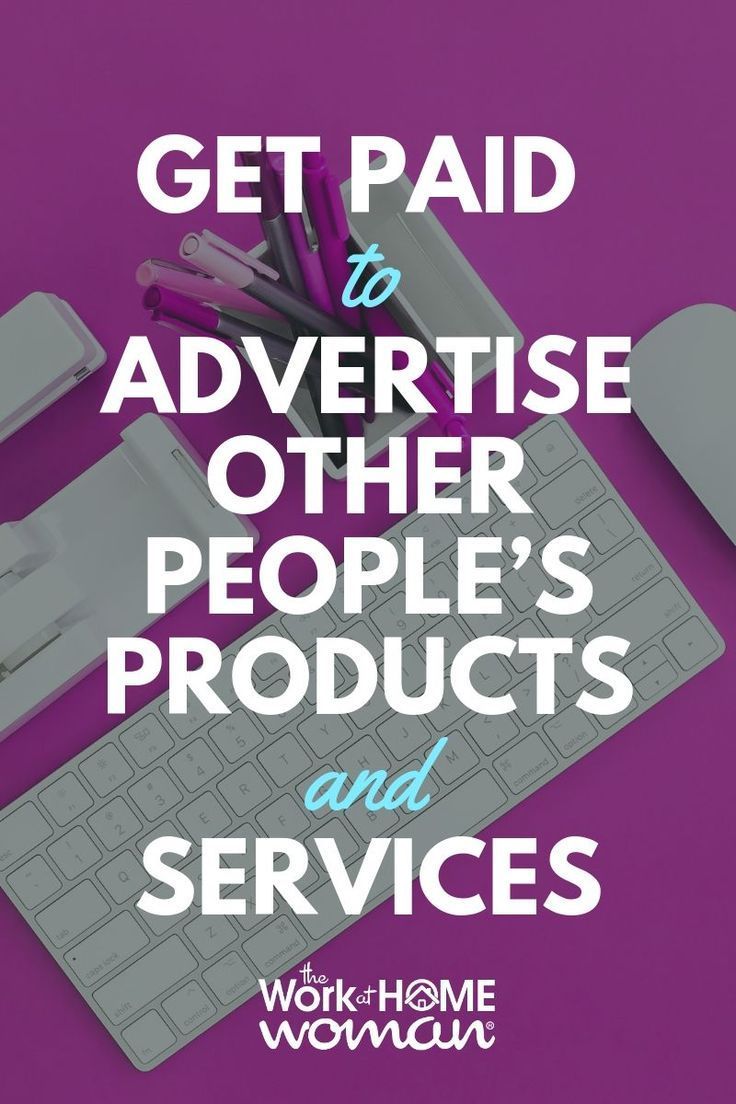 GET PAID
to
ADVERTISE
OTHER
PEOPLE’S
PRODUCTS
and
SERVICES
the
Work at HOME
woman®